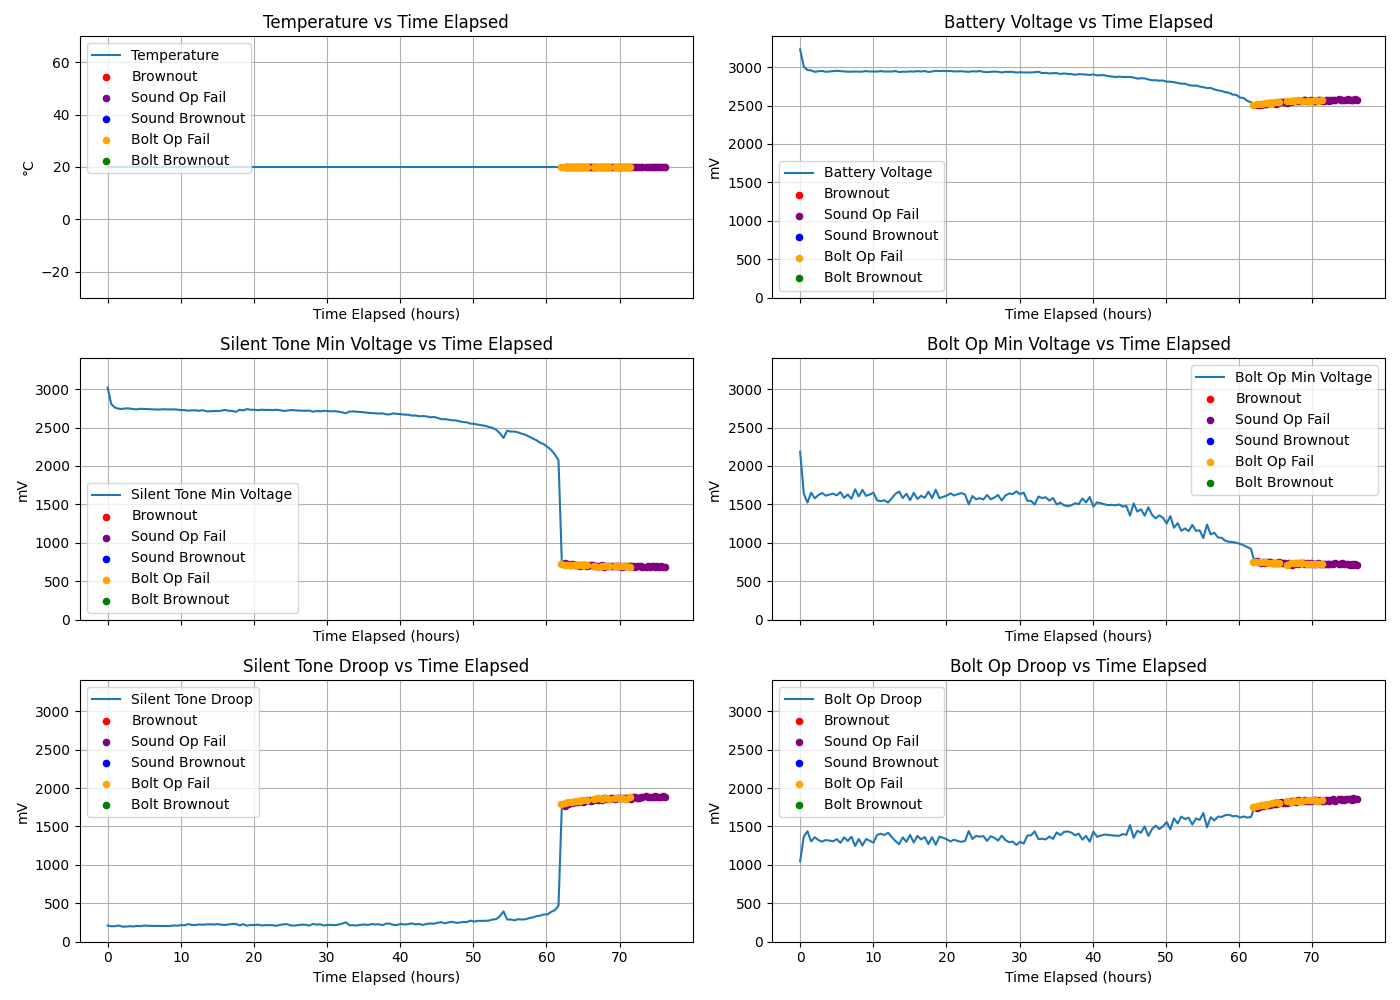 Temperature vs Time Elapsed
60
40
20
0
−20
°C
Temperature
Brownout
Sound Op Fail
Sound Brownout
Bolt Op Fail
Bolt Brownout
Time Elapsed (hours)
Battery Voltage vs Time Elapsed
3000
2500
2000
1500
1000
500
0
mV
Battery Voltage
Brownout
Sound Op Fail
Sound Brownout
Bolt Op Fail
Bolt Brownout
Time Elapsed (hours)
Silent Tone Min Voltage vs Time Elapsed
3000
2500
2000
1500
1000
500
0
mV
Silent Tone Min Voltage
Brownout
Sound Op Fail
Sound Brownout
Bolt Op Fail
Bolt Brownout
Time Elapsed (hours)
Bolt Op Min Voltage vs Time Elapsed
3000
2500
2000
1500
1000
500
0
mV
Bolt Op Min Voltage
Brownout
Sound Op Fail
Sound Brownout
Bolt Op Fail
Bolt Brownout
Time Elapsed (hours)
Silent Tone Droop vs Time Elapsed
3000
2500
2000
1500
1000
500
0
mV
Silent Tone Droop
Brownout
Sound Op Fail
Sound Brownout
Bolt Op Fail
Bolt Brownout
0 10 20 30 40 50 60 70
Time Elapsed (hours)
Bolt Op Droop vs Time Elapsed
3000
2500
2000
1500
1000
500
0
mV
Bolt Op Droop
Brownout
Sound Op Fail
Sound Brownout
Bolt Op Fail
Bolt Brownout
0 10 20 30 40 50 60 70
Time Elapsed (hours)